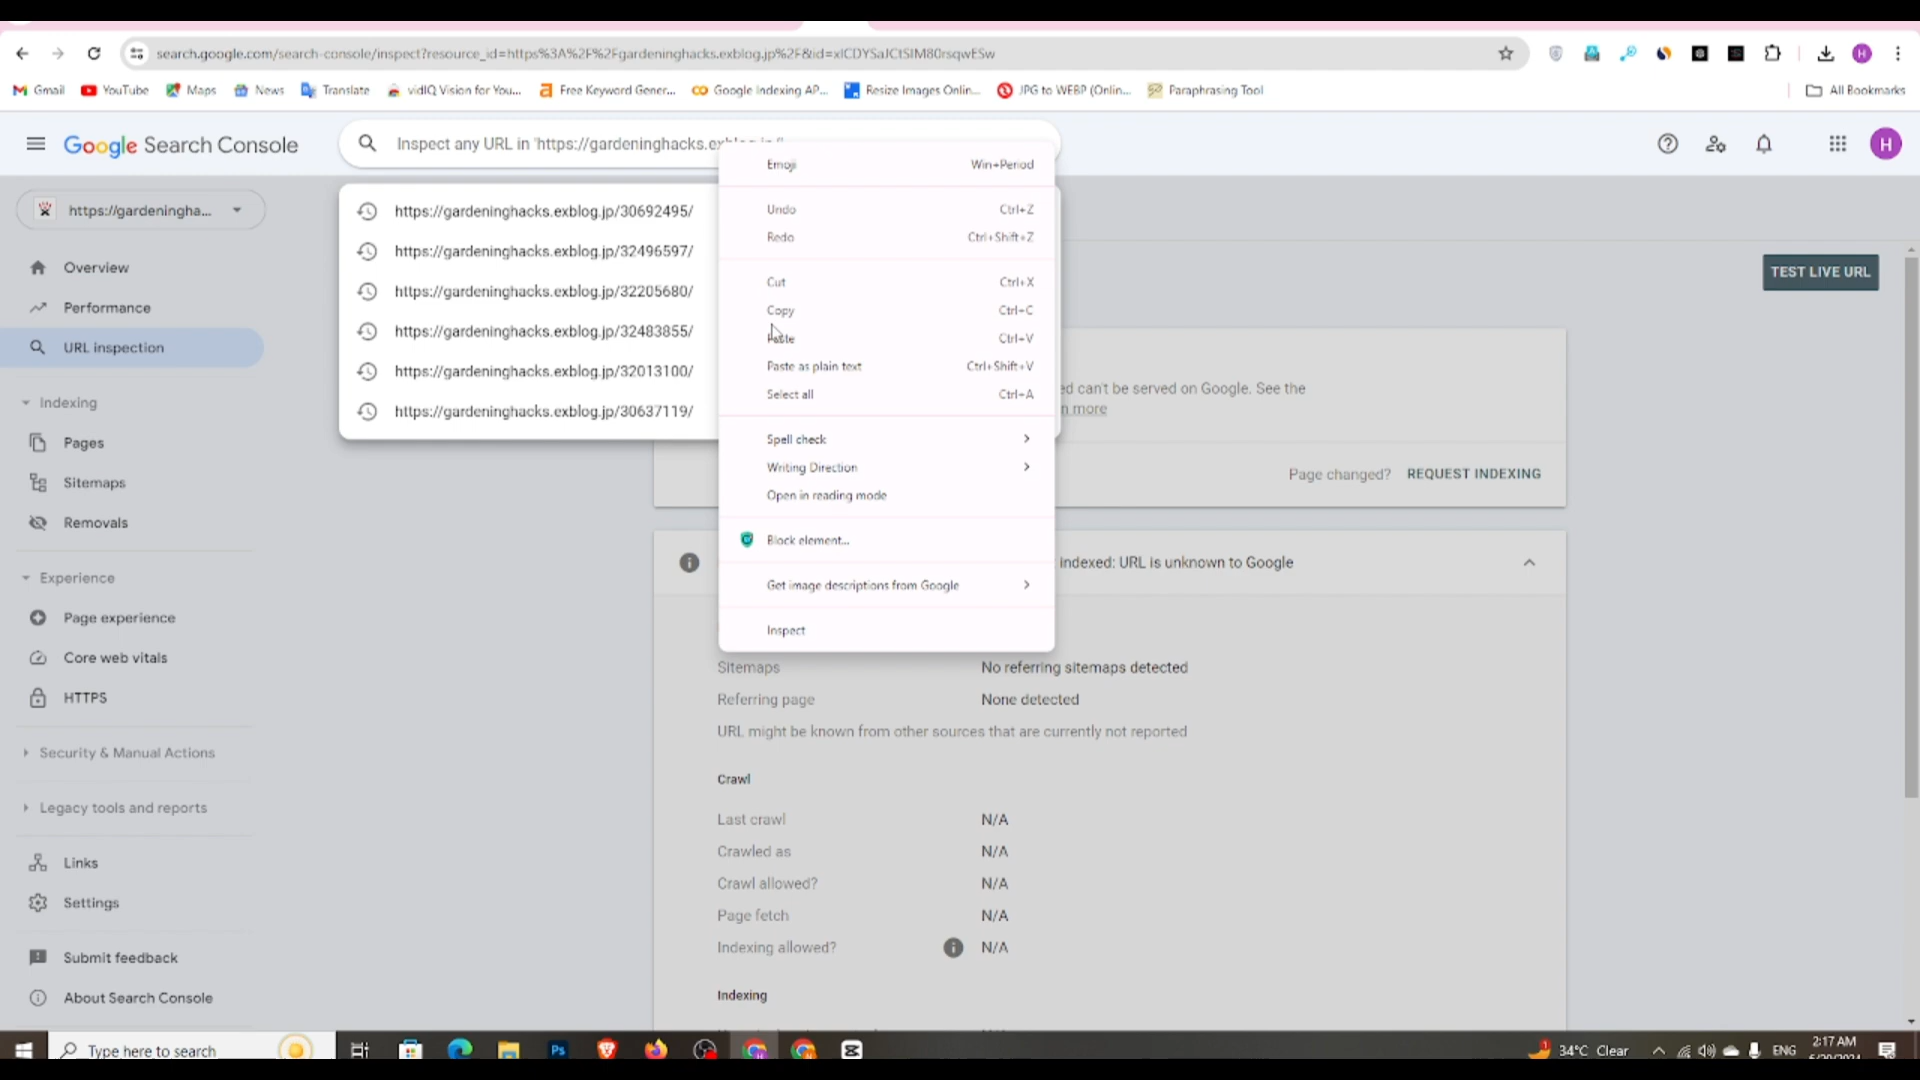 search.google.com/search-console/inspect?resource_id=https%3A%2F%2Fgardeninghacks.exblog.jp%2F&id=xlCDYSaJCtSIM80rsqwESw
Gmail YouTube Maps News Translate vidIQ Vision for You... Free Keyword Gener... Google Indexing AP... Resize Images Onlin... JPG to WEBP (Onlin... Paraphrasing Tool All Bookmarks
Google Search Console
Inspect any URL in 'https://gardeninghacks.exblog.jp/'
H
https://gardeningha...
Overview
Performance
URL inspection
Indexing
Pages
Sitemaps
Removals
Experience
Page experience
Core web vitals
HTTPS
Security & Manual Actions
Legacy tools and reports
Links
Settings
Submit feedback
About Search Console
https://gardeninghacks.exblog.jp/30692495/
https://gardeninghacks.exblog.jp/32496597/
https://gardeninghacks.exblog.jp/32205680/
https://gardeninghacks.exblog.jp/32483855/
https://gardeninghacks.exblog.jp/32013100/
https://gardeninghacks.exblog.jp/30637119/
Emoji Win+Period
Undo Ctrl+Z
Redo Ctrl+Shift+Z
Cut Ctrl+X
Copy Ctrl+C
Paste Ctrl+V
Paste as plain text Ctrl+Shift+V
Select all Ctrl+A
Spell check
Writing Direction
Open in reading mode
Block element...
Get image descriptions from Google
Inspect
TEST LIVE URL
can't be served on Google. See the
more
Page changed? REQUEST INDEXING
indexed: URL is unknown to Google
Sitemaps No referring sitemaps detected
Referring page None detected
URL might be known from other sources that are currently not reported
Crawl
Last crawl N/A
Crawled as N/A
Crawl allowed? N/A
Page fetch N/A
Indexing allowed? N/A
Indexing
Type here to search
Ps
34°C Clear
ENG
2:17 AM